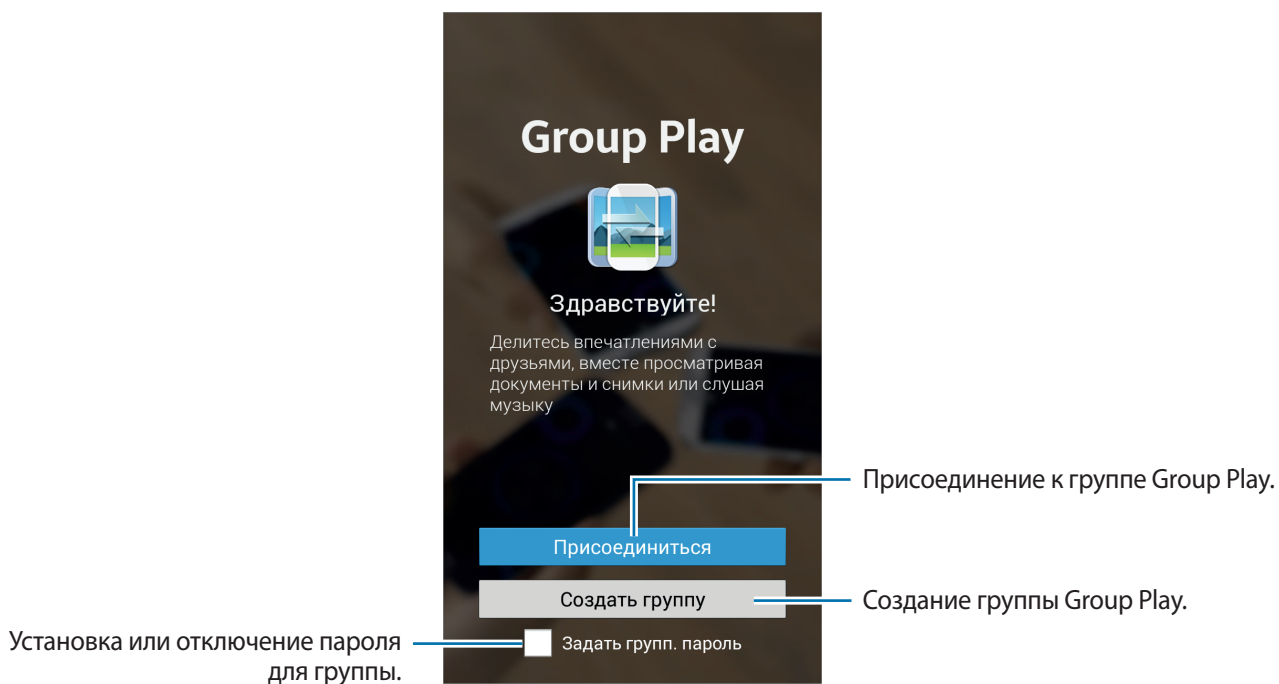 Group Play
Здравствуйте!
Делитесь впечатлениями с
друзьями, вместе просматривая
документы и снимки или слушая
музыку
Присоединение к группе Group Play.
Присоединиться
Создать группу
Создание группы Group Play.
Установка или отключение пароля
для группы.
Задать групп. пароль